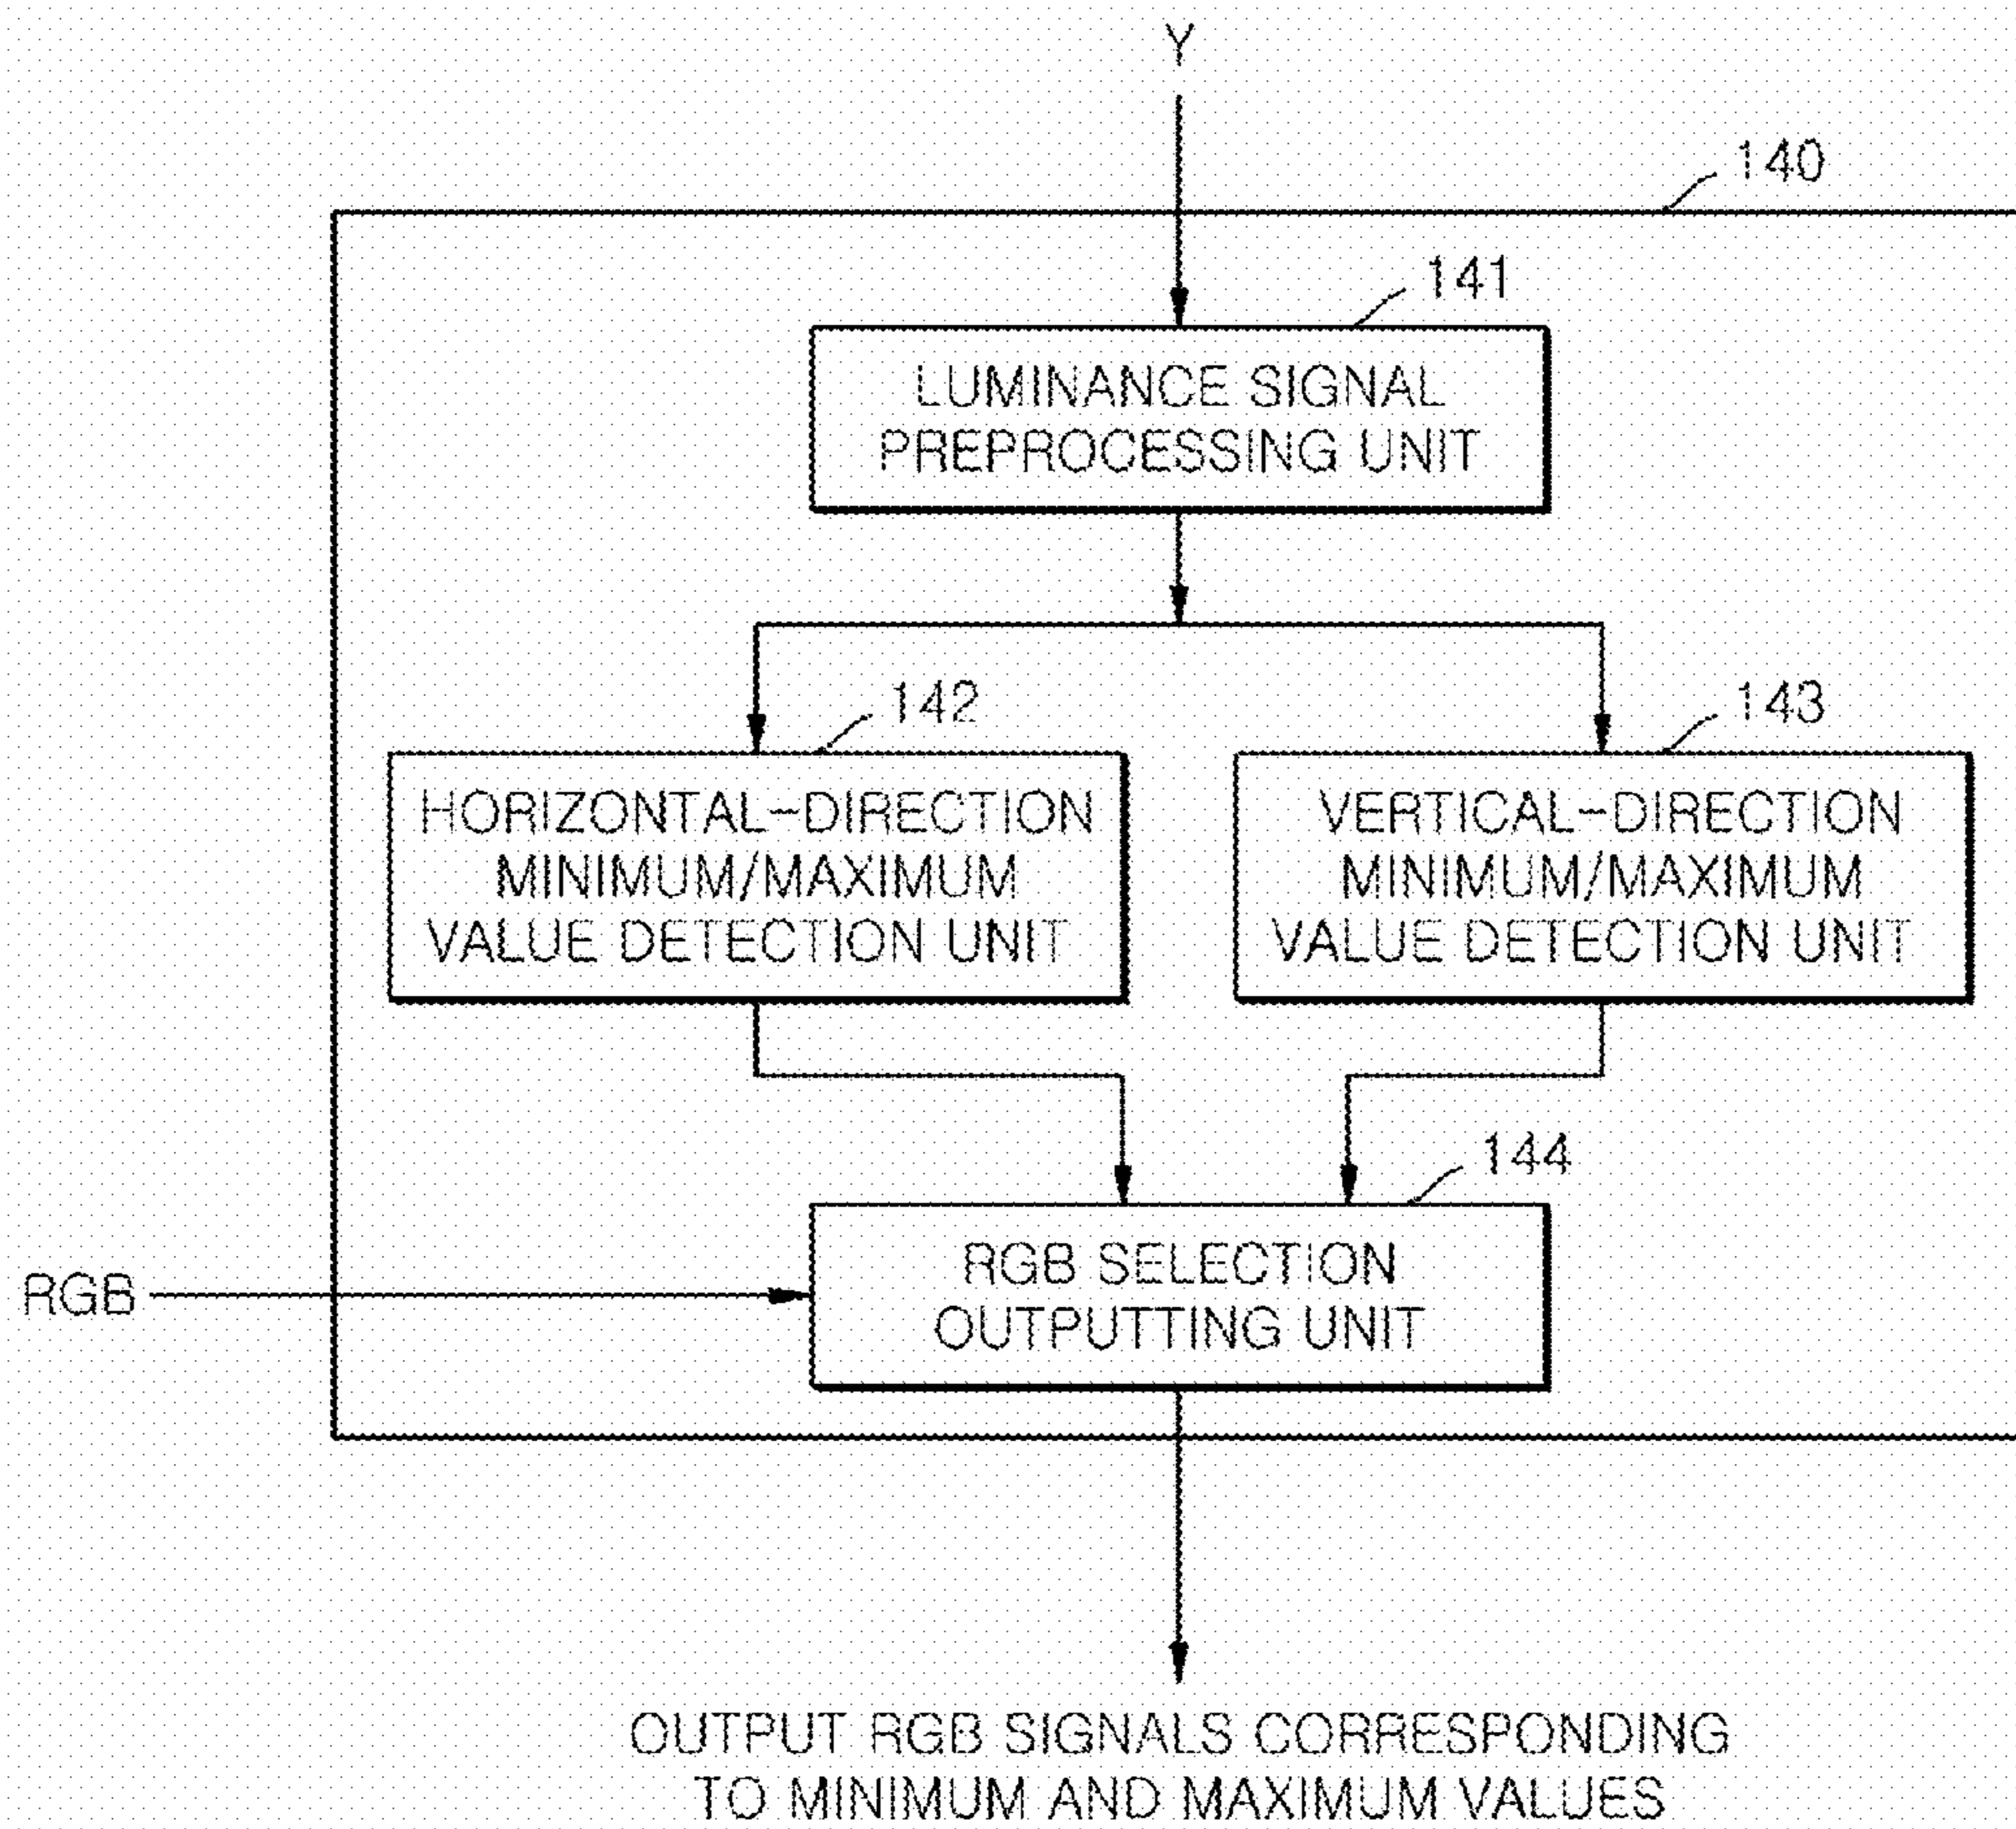 Y
140
141
LUMINANCE SIGNAL
PREPROCESSING UNIT
142
143
HORIZONTAL-DIRECTION
MINIMUM/MAXIMUM
VALUE DETECTION UNIT
VERTICAL-DIRECTION
MINIMUM/MAXIMUM
VALUE DETECTION UNIT
144
RGB
RGB SELECTION
OUTPUTTING UNIT
OUTPUT RGB SIGNALS CORRESPONDING
TO MINIMUM AND MAXIMUM VALUES